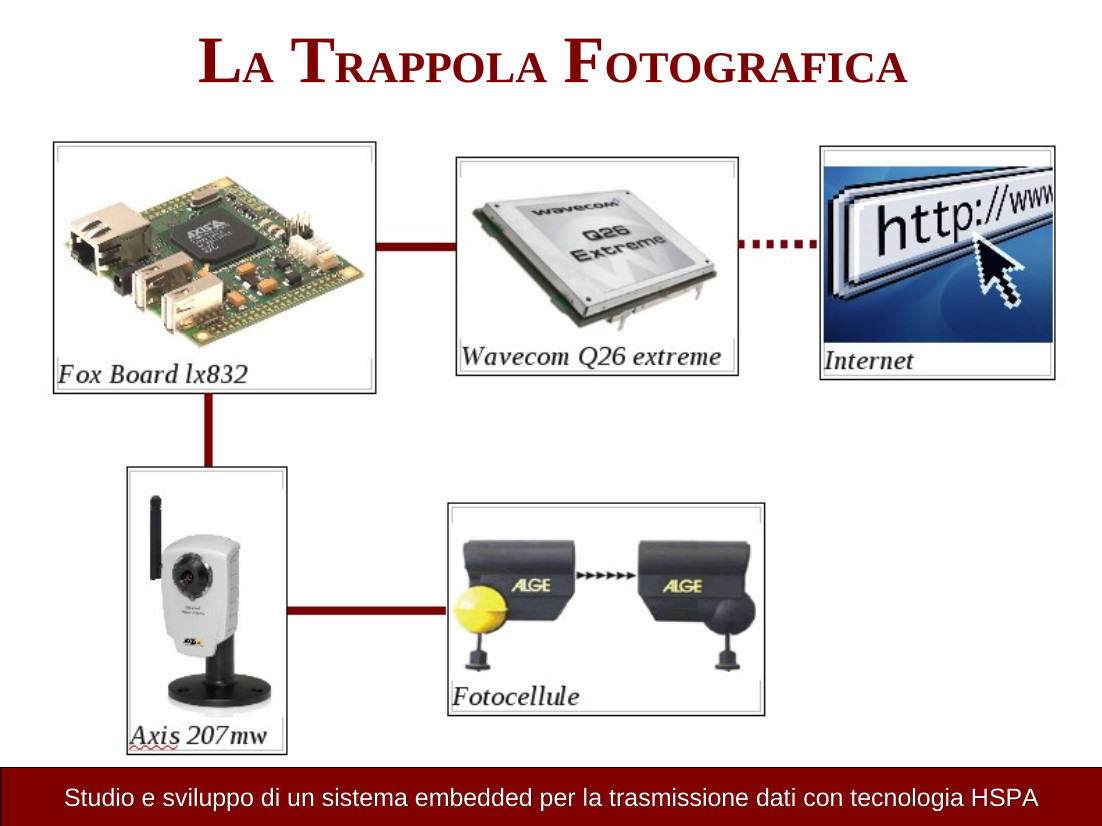 LA TRAPPOLA FOTOGRAFICA
AXIS
Fox Board lx832
wavecom
Q26
Extreme
Wavecom Q26 extreme
http://www
Internet
AXIS
Axis 207mw
ALGE
ALGE
Fotocellule
Studio e sviluppo di un sistema embedded per la trasmissione dati con tecnologia HSPA